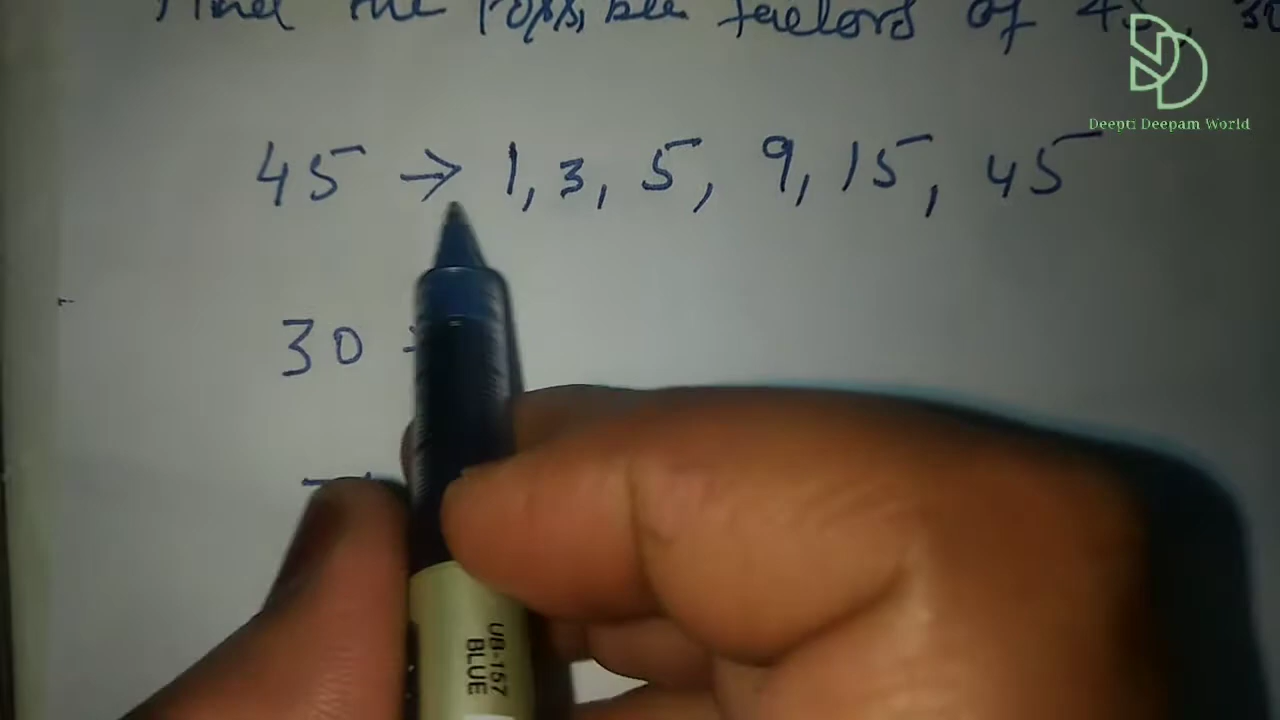 Find the Possible factors of 45, 30
Deepti Deepam World
45 → 1, 3, 5, 9, 15, 45
30
UB-157
BLUE